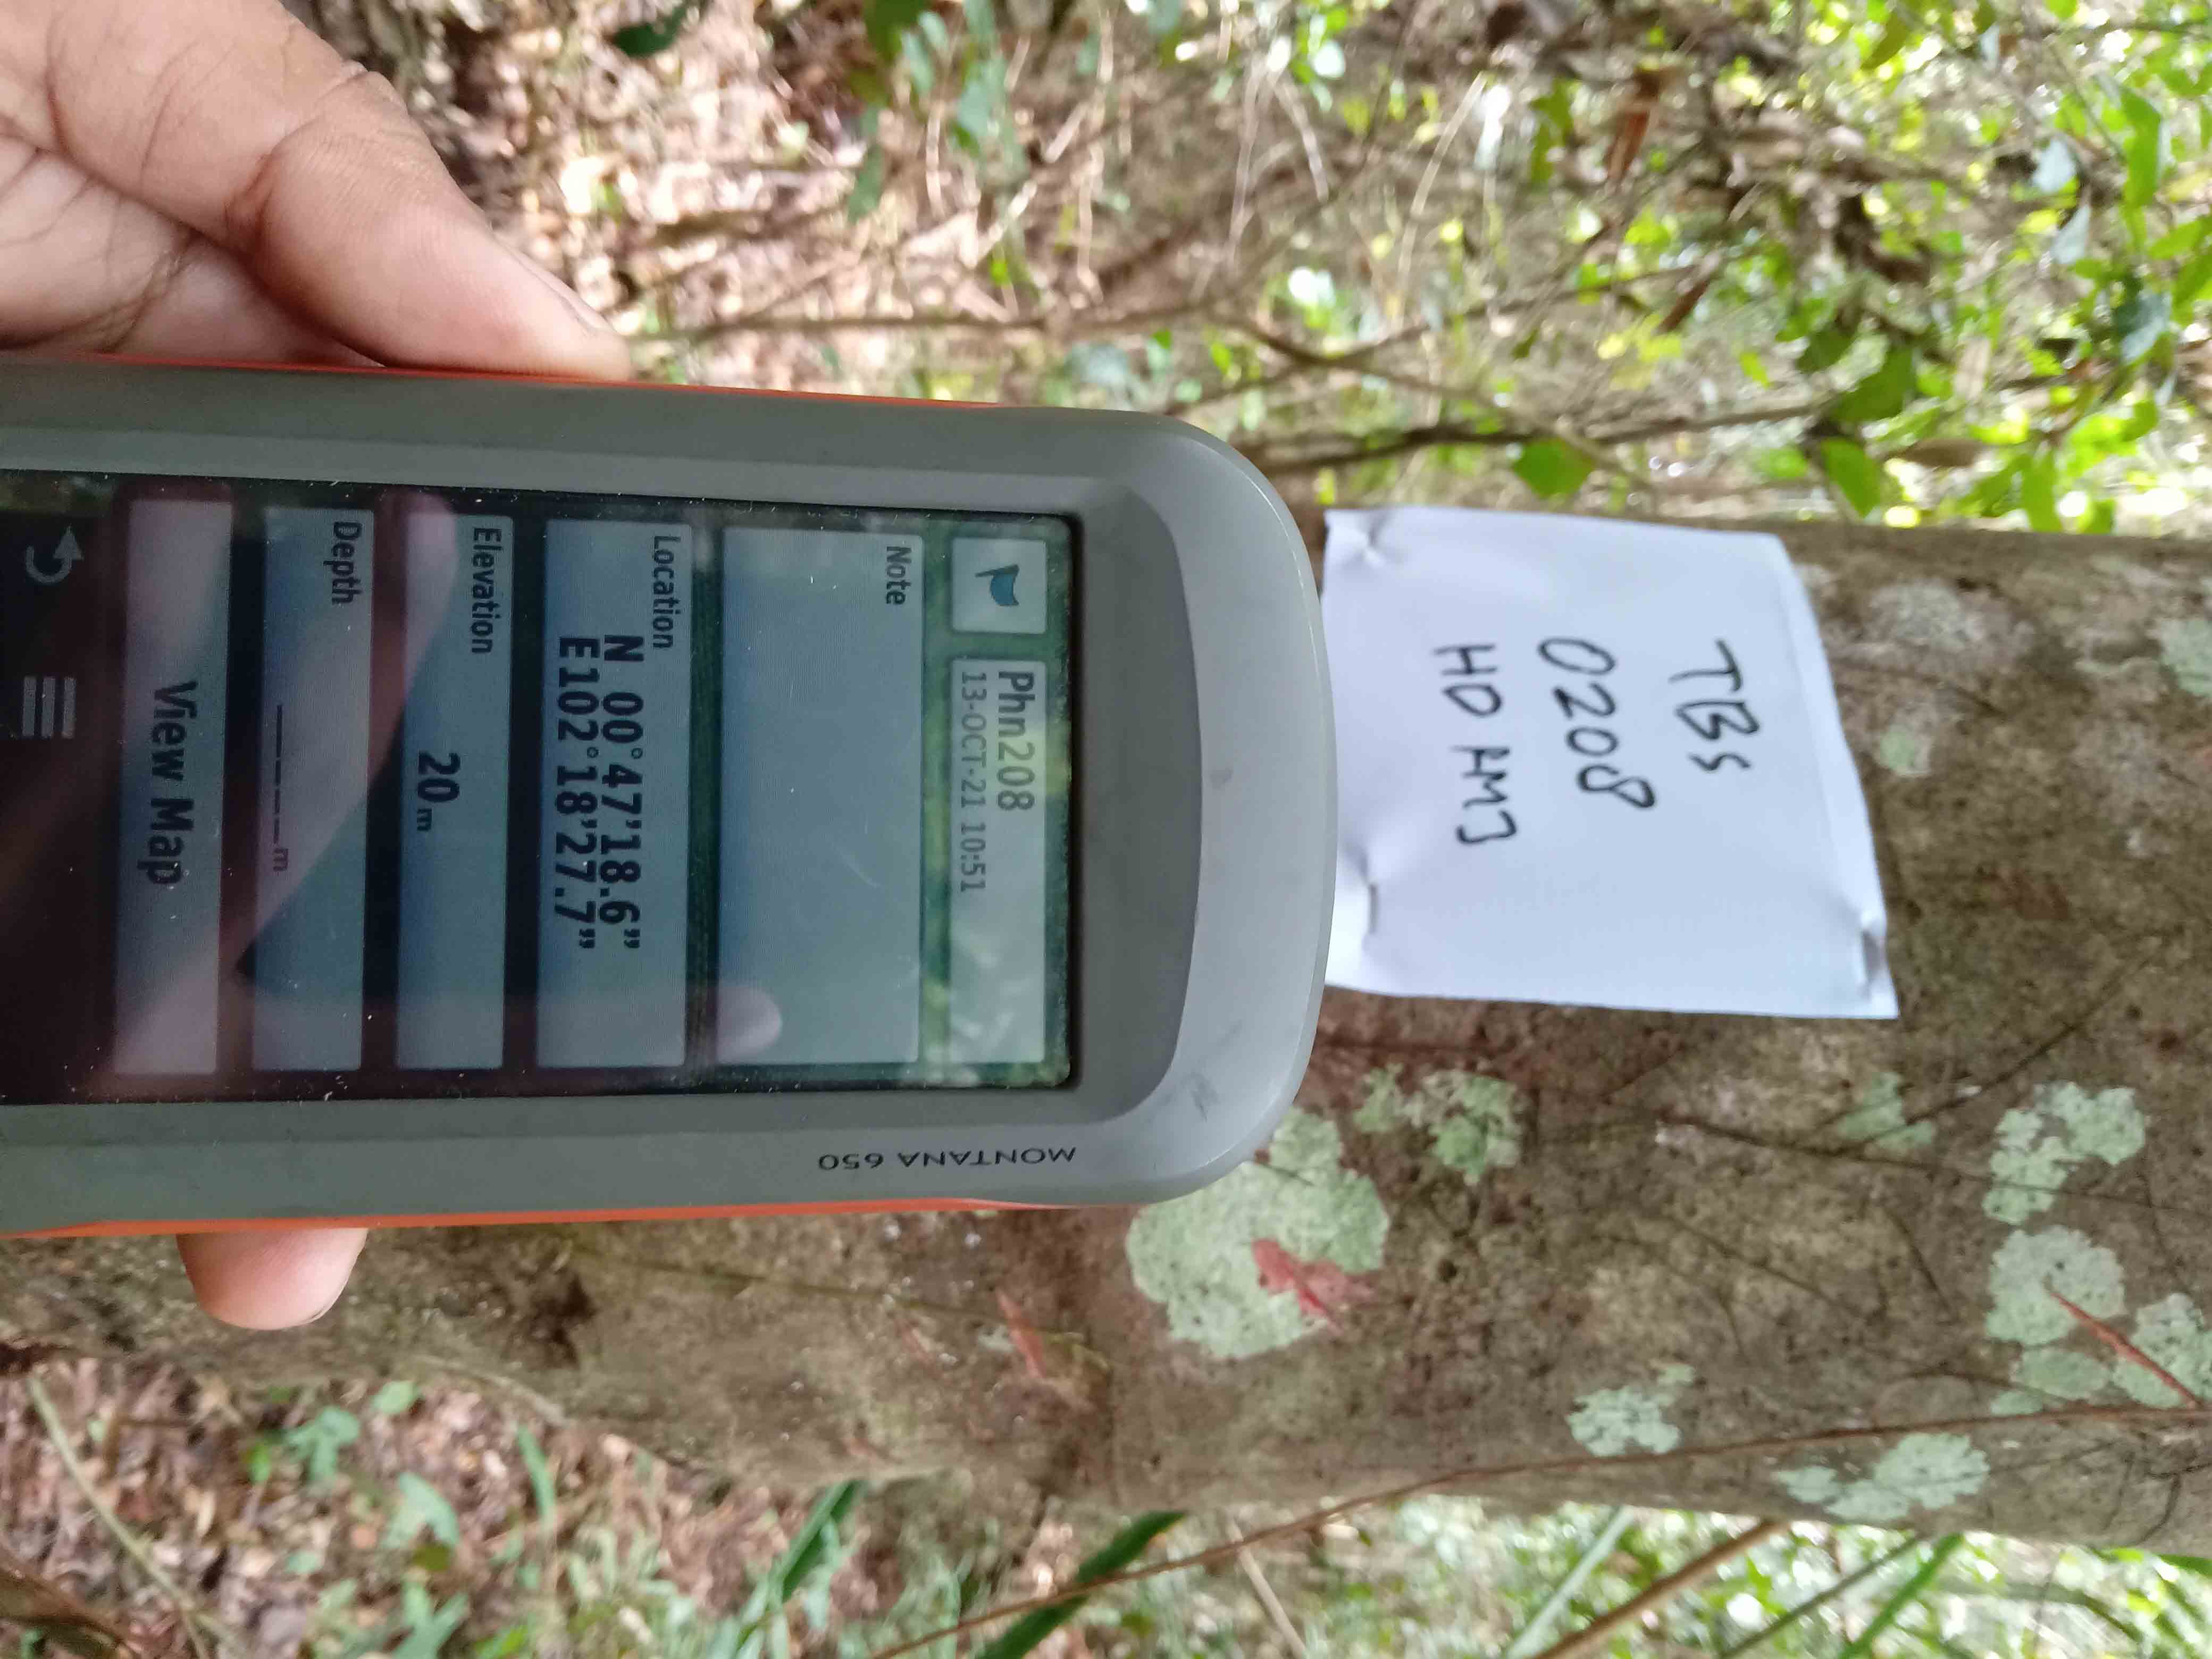 TBs
0208
HD AMJ
MONTANA 650
Phn208
13-OCT-21 10:51
Note
Location
N 00°47'18.6"
E102°18'27.7"
Elevation
20m
Depth
____m
View Map